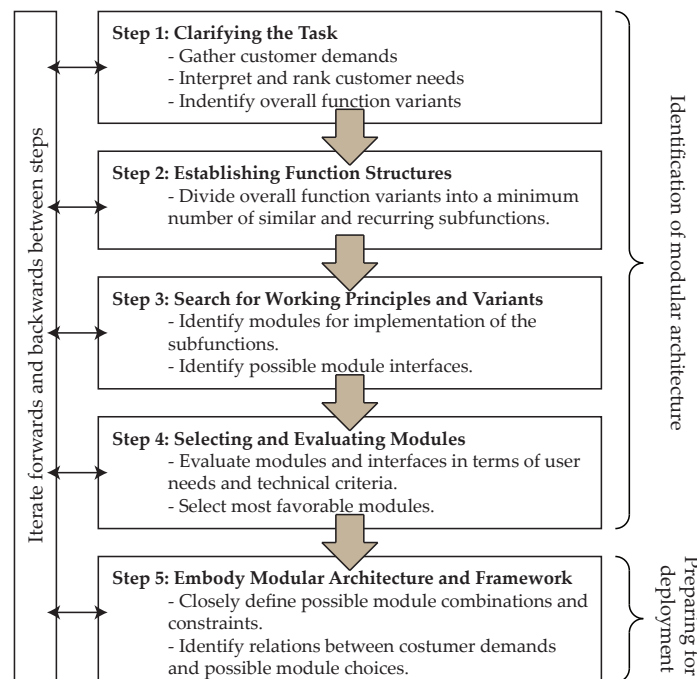 Iterate forwards and backwards between steps
Step 1: Clarifying the Task
- Gather customer demands
- Interpret and rank customer needs
- Indentify overall function variants
Step 2: Establishing Function Structures
- Divide overall function variants into a minimum
number of similar and recurring subfunctions.
Step 3: Search for Working Principles and Variants
- Identify modules for implementation of the
subfunctions.
- Identify possible module interfaces.
Step 4: Selecting and Evaluating Modules
- Evaluate modules and interfaces in terms of user
needs and technical criteria.
- Select most favorable modules.
Step 5: Embody Modular Architecture and Framework
- Closely define possible module combinations and
constraints.
- Identify relations between costumer demands
and possible module choices.
Identification of modular architecture
Preparing for
deployment